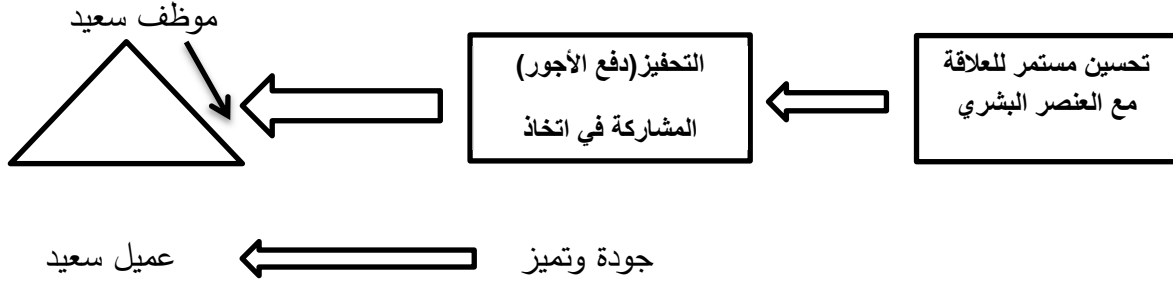 موظف سعيد
تحسين مستمر للعلاقة
مع العنصر البشري
التحفيز(دفع الأجور)
المشاركة في اتخاذ
جودة وتميز
عميل سعيد